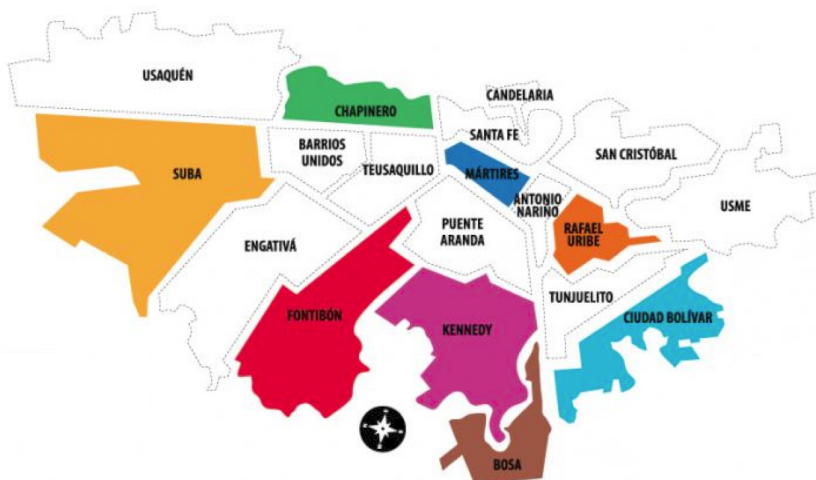 USAQUÉN
CHAPINERO
CANDELARIA
SANTA FE
BARRIOS
UNIDOS
TEUSAQUILLO
SAN CRISTÓBAL
SUBA
MÁRTIRES
ANTONIO
NARIÑO
USME
PUENTE
ARANDA
RAFAEL
URIBE
ENGATIVÁ
TUNJUELITO
FONTIBÓN
CIUDAD BOLÍVAR
KENNEDY
BOSA